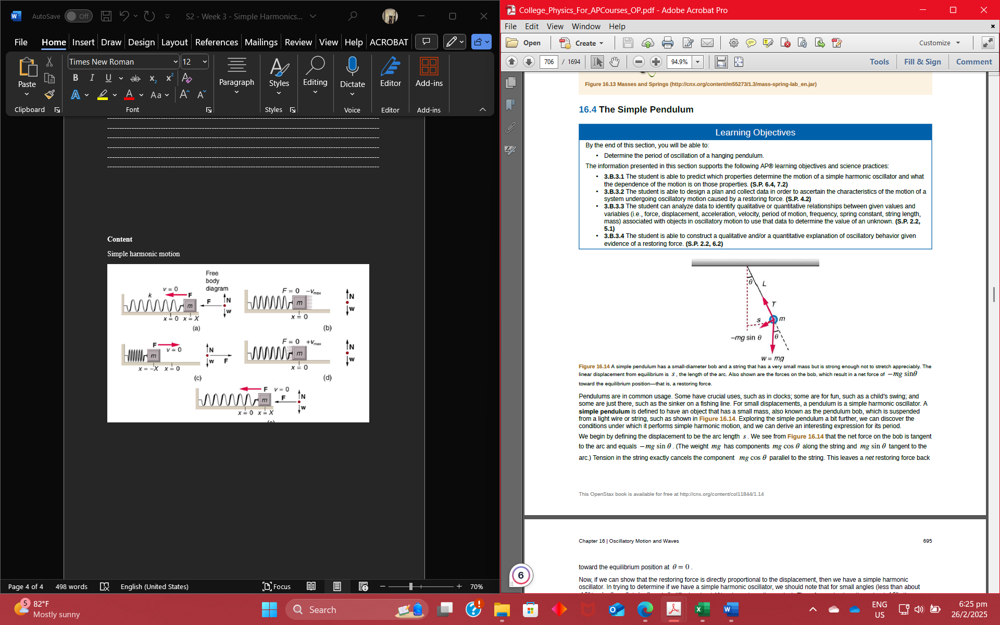 AutoSave Off S2 - Week 3 - Simple Harmonics...
File Home Insert Draw Design Layout References Mailings Review View Help ACROBAT
Times New Roman 12
Paste Paragraph Styles Editing Dictate Editor Add-ins
B I U ab x₂ x² A
A A Aa A A
Clipboard Font Styles Voice Editor Add-ins
Content
Simple harmonic motion
Free
body
diagram
k v = 0 F
m F N
w
x = 0 x = X
(a)
F = 0 −vmax
m N
w
x = 0
(b)
F
v = 0
m N
w F
x = −X x = 0
(c)
F = 0 +vmax
m N
w
x = 0
(d)
F v = 0
m F N
w
x = 0 x = X
Page 4 of 4 498 words English (United States) Focus 70%
College_Physics_For_APCourses_OP.pdf - Adobe Acrobat Pro
File Edit View Window Help
Open Create Customize
706 / 1694 94.9% Tools Fill & Sign Comment
Figure 16.13 Masses and Springs (http://cnx.org/content/m55273/1.3/mass-spring-lab_en.jar)
16.4 The Simple Pendulum
Learning Objectives
By the end of this section, you will be able to:
• Determine the period of oscillation of a hanging pendulum.
The information presented in this section supports the following AP® learning objectives and science practices:
• 3.B.3.1 The student is able to predict which properties determine the motion of a simple harmonic oscillator and what
the dependence of the motion is on those properties. (S.P. 6.4, 7.2)
• 3.B.3.2 The student is able to design a plan and collect data in order to ascertain the characteristics of the motion of a
system undergoing oscillatory motion caused by a restoring force. (S.P. 4.2)
• 3.B.3.3 The student can analyze data to identify qualitative or quantitative relationships between given values and
variables (i.e., force, displacement, acceleration, velocity, period of motion, frequency, spring constant, string length,
mass) associated with objects in oscillatory motion to use that data to determine the value of an unknown. (S.P. 2.2,
5.1)
• 3.B.3.4 The student is able to construct a qualitative and/or a quantitative explanation of oscillatory behavior given
evidence of a restoring force. (S.P. 2.2, 6.2)
θ L
T
s m
−mg sin θ θ
w = mg
Figure 16.14 A simple pendulum has a small-diameter bob and a string that has a very small mass but is strong enough not to stretch appreciably. The
linear displacement from equilibrium is s, the length of the arc. Also shown are the forces on the bob, which result in a net force of −mg sinθ
toward the equilibrium position—that is, a restoring force.
Pendulums are in common usage. Some have crucial uses, such as in clocks; some are for fun, such as a child's swing; and
some are just there, such as the sinker on a fishing line. For small displacements, a pendulum is a simple harmonic oscillator. A
simple pendulum is defined to have an object that has a small mass, also known as the pendulum bob, which is suspended
from a light wire or string, such as shown in Figure 16.14. Exploring the simple pendulum a bit further, we can discover the
conditions under which it performs simple harmonic motion, and we can derive an interesting expression for its period.
We begin by defining the displacement to be the arc length s. We see from Figure 16.14 that the net force on the bob is tangent
to the arc and equals −mg sin θ. (The weight mg has components mg cos θ along the string and mg sin θ tangent to the
arc.) Tension in the string exactly cancels the component mg cos θ parallel to the string. This leaves a net restoring force back
This OpenStax book is available for free at http://cnx.org/content/col11844/1.14
Chapter 16 | Oscillatory Motion and Waves 695
toward the equilibrium position at θ = 0.
Now, if we can show that the restoring force is directly proportional to the displacement, then we have a simple harmonic
oscillator. In trying to determine if we have a simple harmonic oscillator, we should note that for small angles (less than about
6
5
82°F
Mostly sunny
Search
ENG
US
6:25 pm
26/2/2025